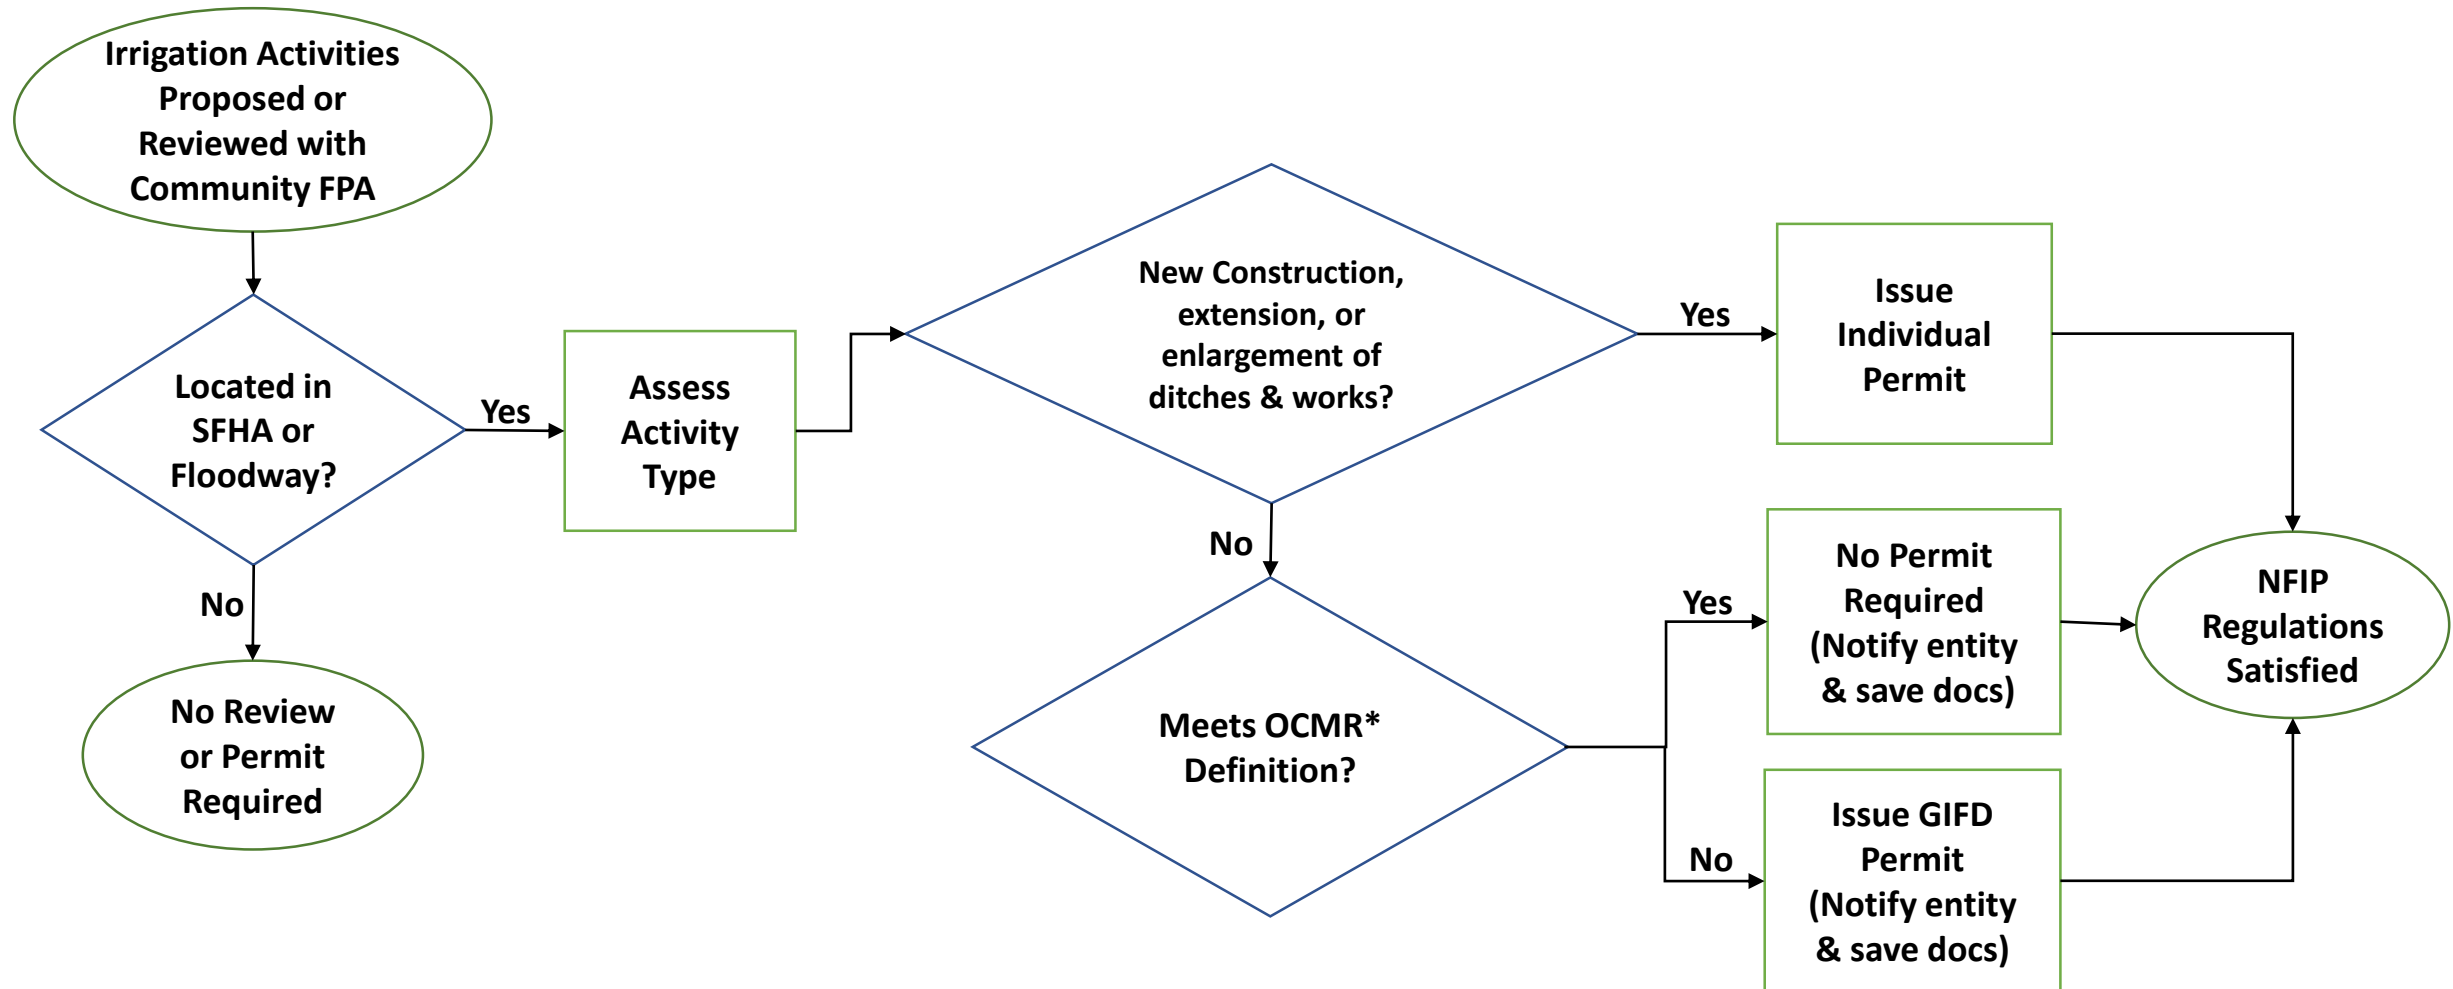 Irrigation Activities
Proposed or
Reviewed with
Community FPA
Located in
SFHA or
Floodway?
Yes
No
No Review
or Permit
Required
Assess
Activity
Type
New Construction,
extension, or
enlargement of
ditches & works?
Yes
No
Issue
Individual
Permit
Meets OCMR*
Definition?
Yes
No
No Permit
Required
(Notify entity
& save docs)
Issue GIFD
Permit
(Notify entity
& save docs)
NFIP
Regulations
Satisfied